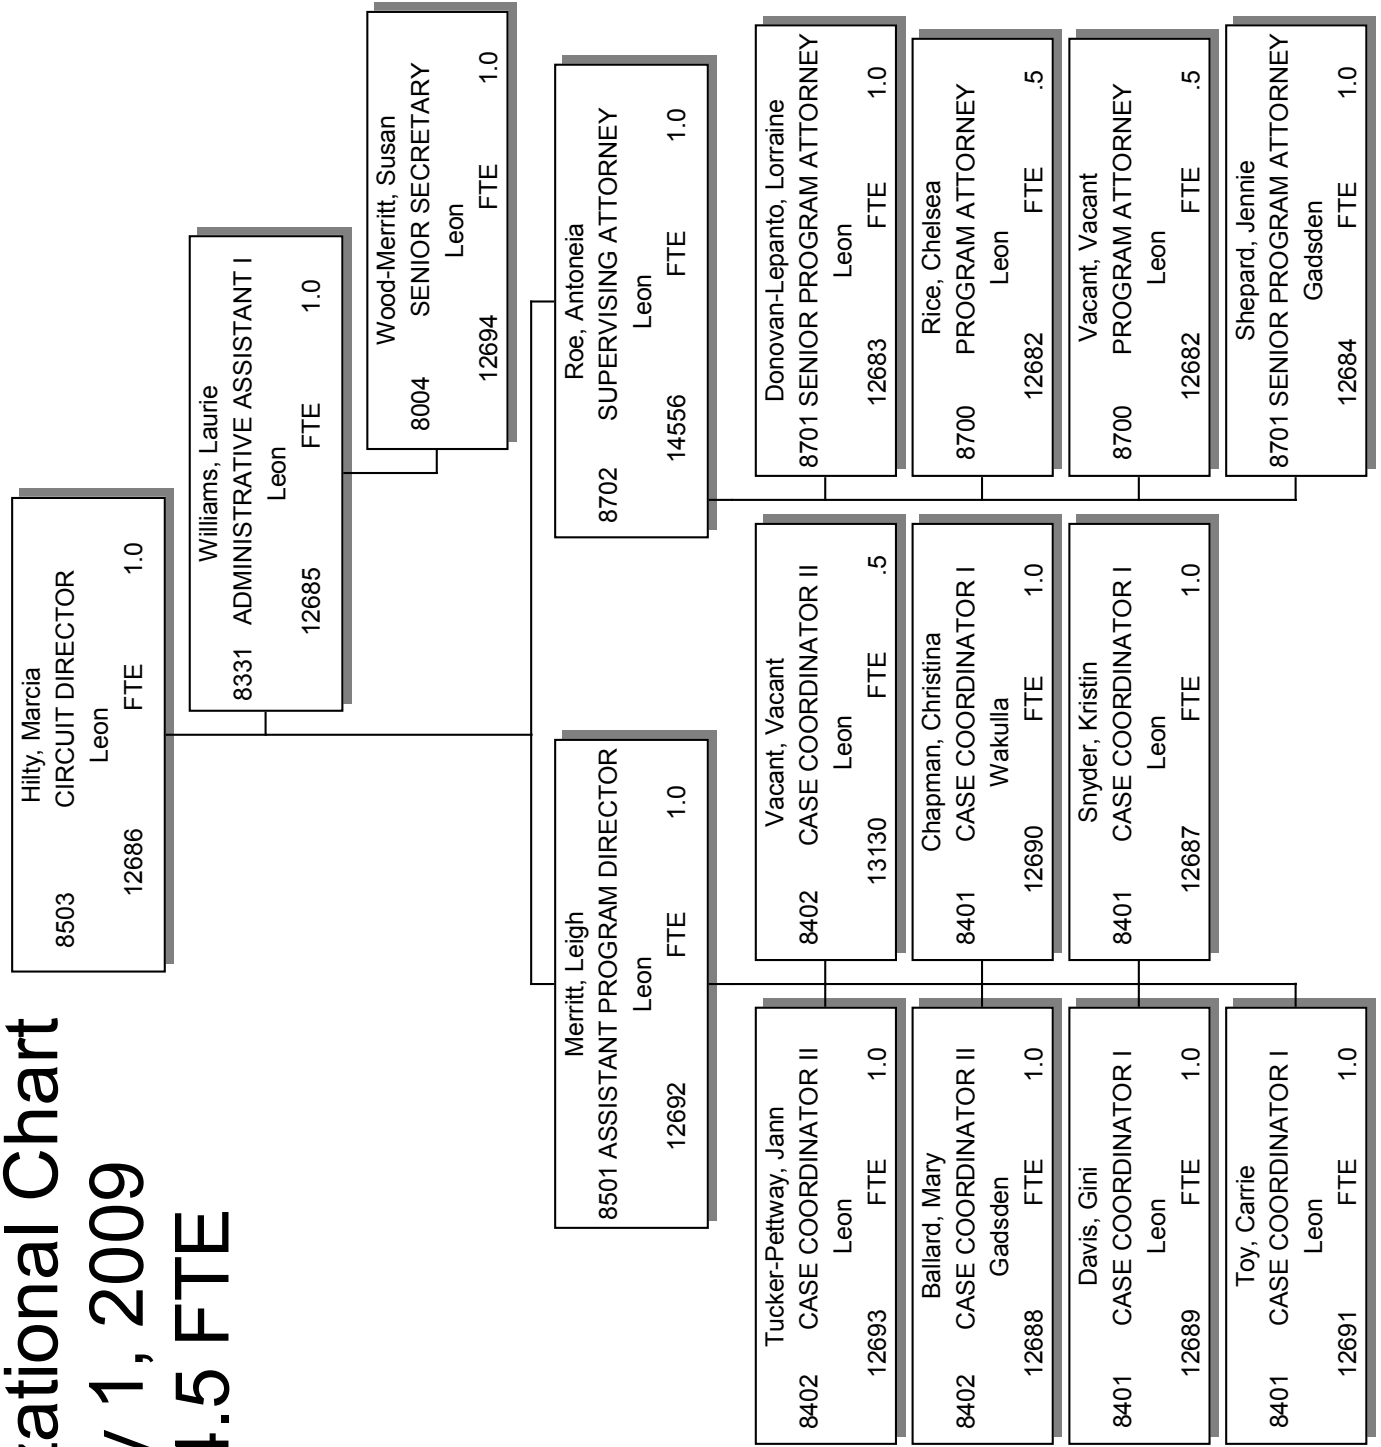 zational Chart
y 1, 2009
4.5 FTE
Hilty, Marcia
8503 CIRCUIT DIRECTOR
Leon
12686 FTE 1.0
Williams, Laurie
8331 ADMINISTRATIVE ASSISTANT I
Leon
12685 FTE 1.0
Wood-Merritt, Susan
8004 SENIOR SECRETARY
Leon
12694 FTE 1.0
Merritt, Leigh
8501 ASSISTANT PROGRAM DIRECTOR
Leon
12692 FTE 1.0
Roe, Antoneia
8702 SUPERVISING ATTORNEY
Leon
14556 FTE 1.0
Tucker-Pettway, Jann
8402 CASE COORDINATOR II
Leon
12693 FTE 1.0
Vacant, Vacant
8402 CASE COORDINATOR II
Leon
13130 FTE .5
Donovan-Lepanto, Lorraine
8701 SENIOR PROGRAM ATTORNEY
Leon
12683 FTE 1.0
Ballard, Mary
8402 CASE COORDINATOR II
Gadsden
12688 FTE 1.0
Chapman, Christina
8401 CASE COORDINATOR I
Wakulla
12690 FTE 1.0
Rice, Chelsea
8700 PROGRAM ATTORNEY
Leon
12682 FTE .5
Davis, Gini
8401 CASE COORDINATOR I
Leon
12689 FTE 1.0
Snyder, Kristin
8401 CASE COORDINATOR I
Leon
12687 FTE 1.0
Vacant, Vacant
8700 PROGRAM ATTORNEY
Leon
12682 FTE .5
Toy, Carrie
8401 CASE COORDINATOR I
Leon
12691 FTE 1.0
Shepard, Jennie
8701 SENIOR PROGRAM ATTORNEY
Gadsden
12684 FTE 1.0